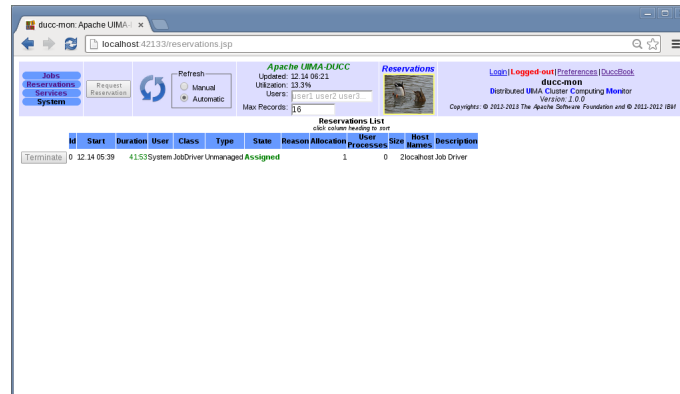 ducc-mon: Apache UIMA-
localhost:42133/reservations.jsp
Jobs
Reservations
Services
System
Request
Reservation
Refresh
Manual
Automatic
Apache UIMA-DUCC
Updated: 12.14 06:21
Utilization: 13.3%
Users: user1 user2 user3...
Max Records: 16
Reservations
Login|Logged-out|Preferences|DuccBook
ducc-mon
Distributed UIMA Cluster Computing Monitor
Version: 1.0.0
Copyrights: © 2012-2013 The Apache Software Foundation and © 2011-2012 IBM
Reservations List
click column heading to sort
Id Start Duration User Class Type State Reason Allocation User Processes Size Host Names Description
Terminate 0 12.14 05:39 41:53 System JobDriver Unmanaged Assigned 1 0 2 localhost Job Driver